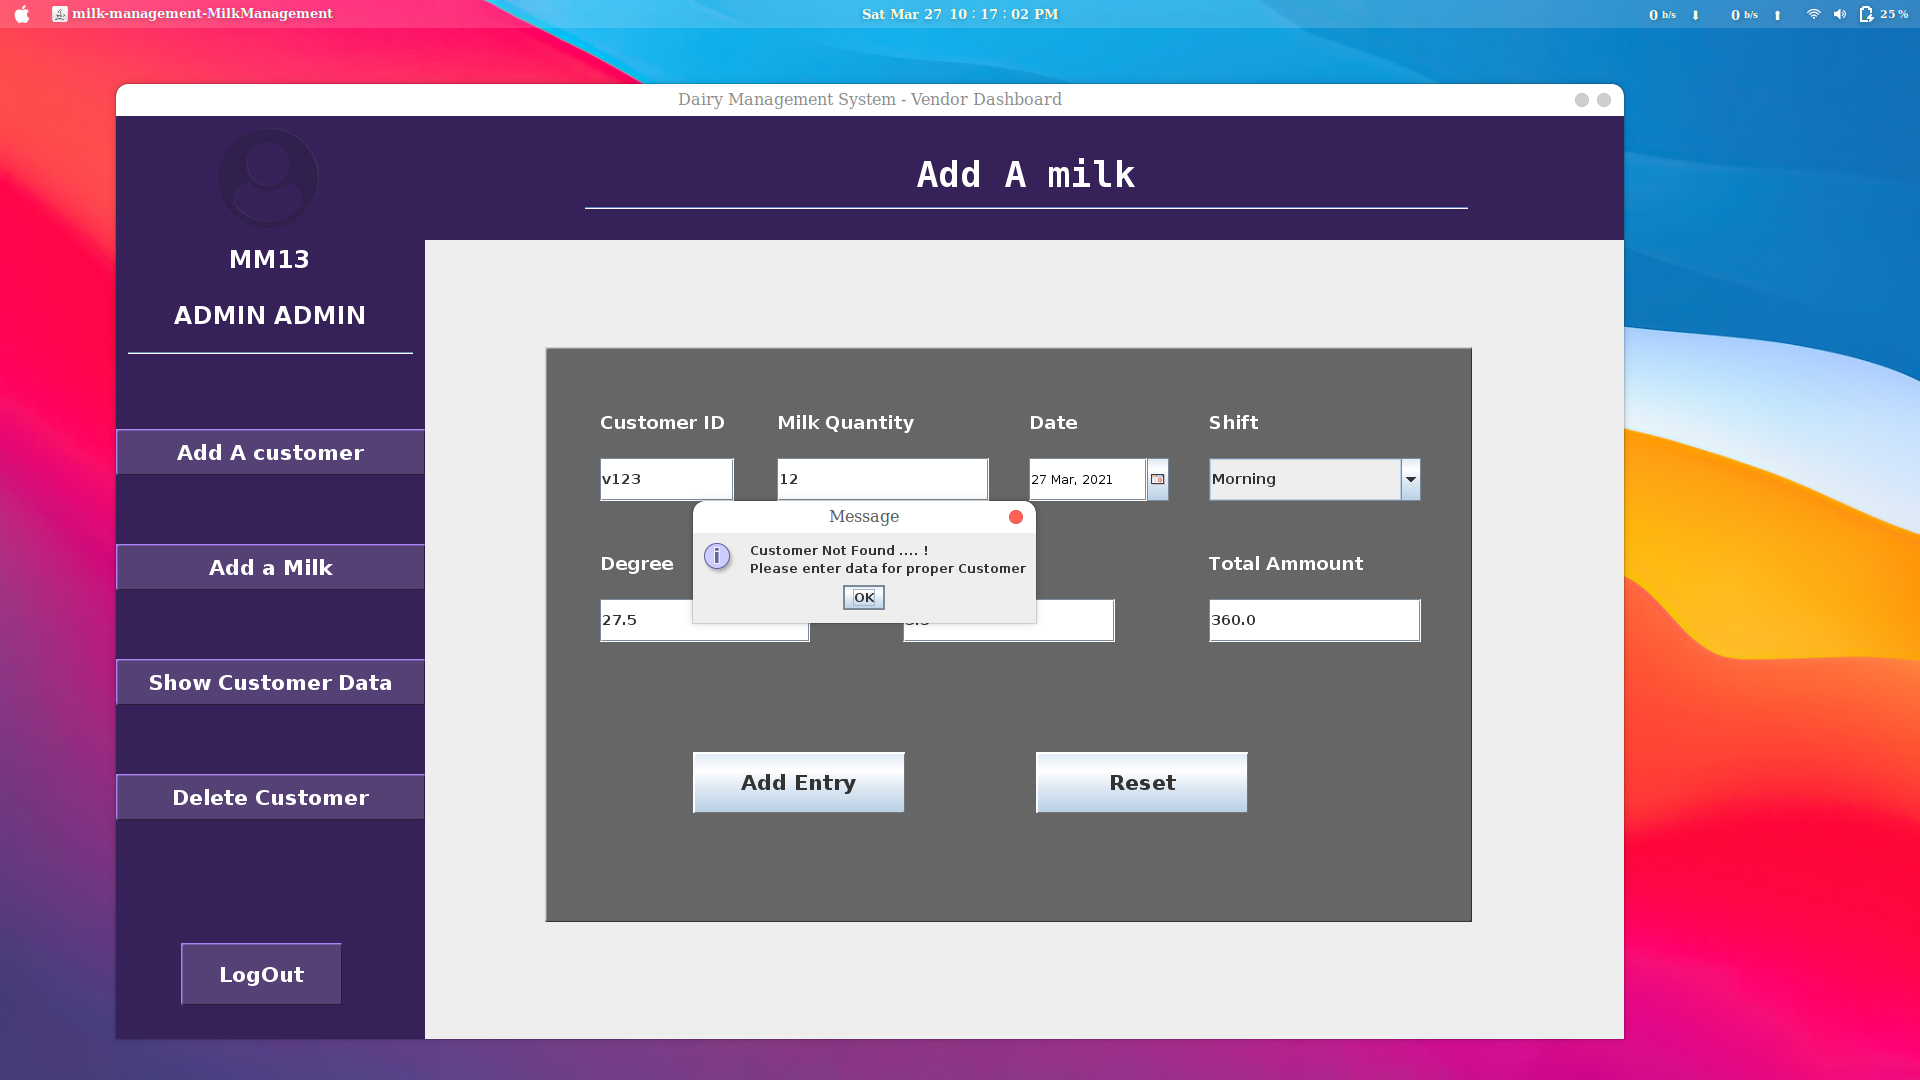 milk-management-MilkManagement
Sat Mar 27 10 : 17 : 02 PM
0 b/s 0 b/s 25 %
Dairy Management System - Vendor Dashboard
Add A milk
MM13
ADMIN ADMIN
Add A customer
Add a Milk
Show Customer Data
Delete Customer
LogOut
Customer ID Milk Quantity Date Shift
v123 12 27 Mar, 2021 Morning
Message
Customer Not Found .... !
Please enter data for proper Customer
OK
Degree Total Ammount
27.5 360.0
Add Entry Reset